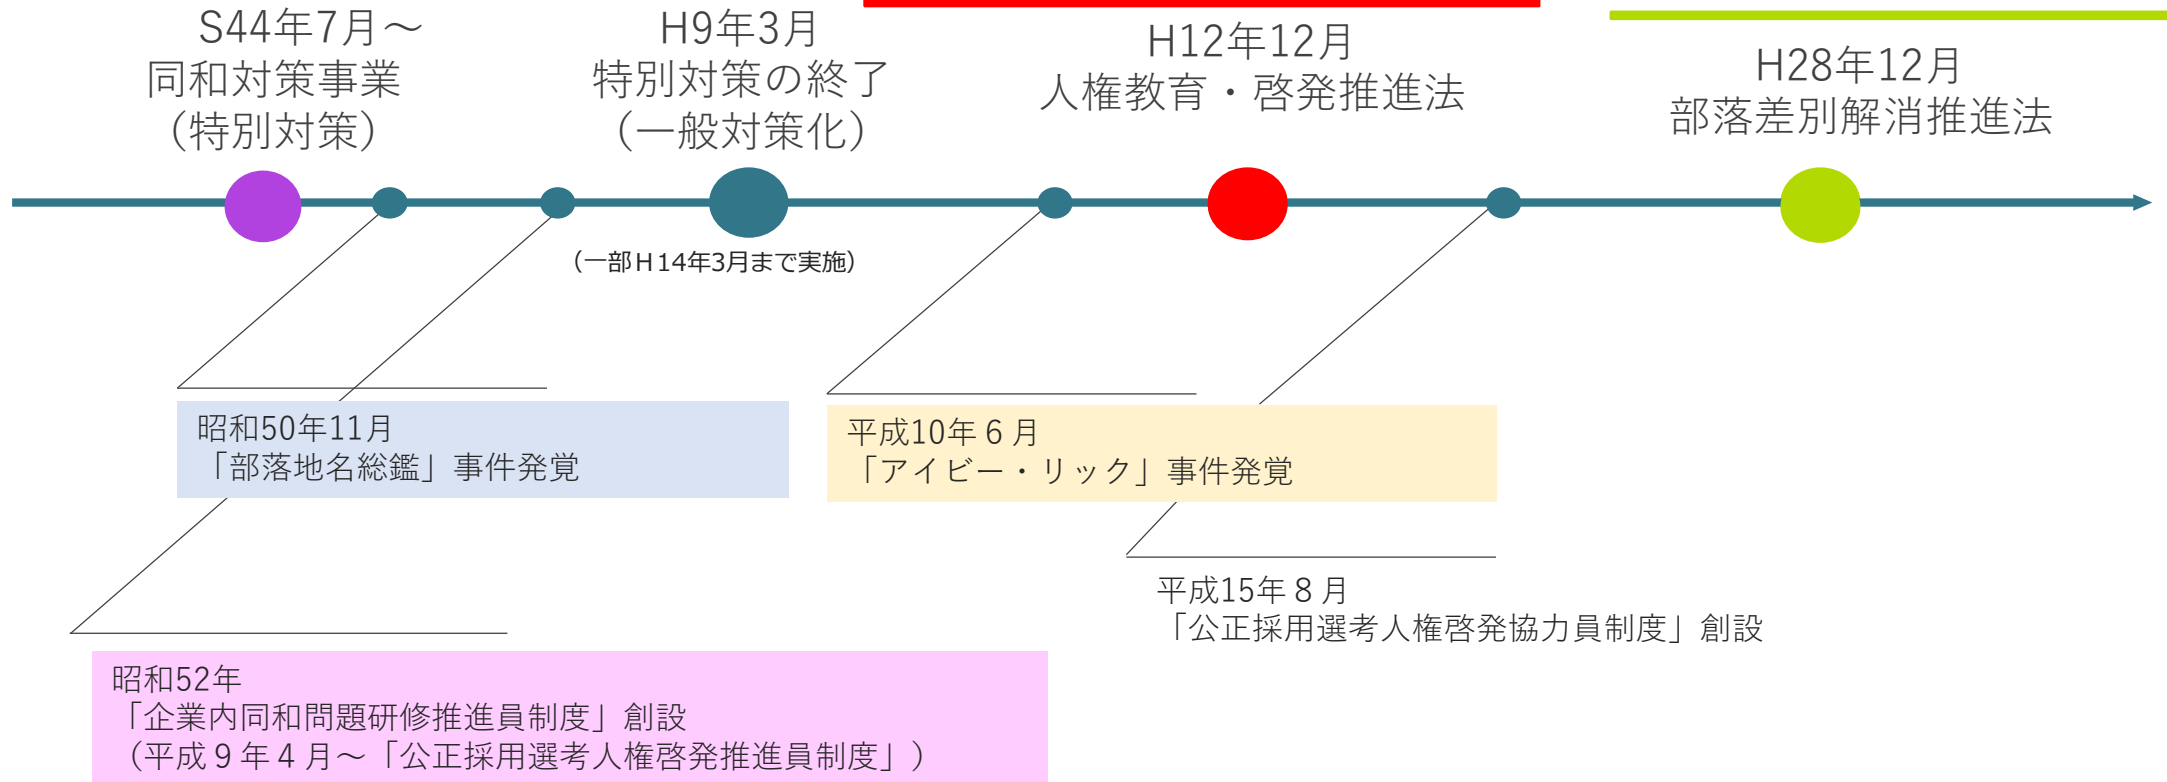 S44年7月～
同和対策事業
（特別対策）
H9年3月
特別対策の終了
（一般対策化）
H12年12月
人権教育・啓発推進法
H28年12月
部落差別解消推進法
（一部Ｈ14年3月まで実施）
昭和50年11月
「部落地名総鑑」事件発覚
平成10年６月
「アイビー・リック」事件発覚
平成15年８月
「公正採用選考人権啓発協力員制度」創設
昭和52年
「企業内同和問題研修推進員制度」創設
（平成９年４月～「公正採用選考人権啓発推進員制度」）